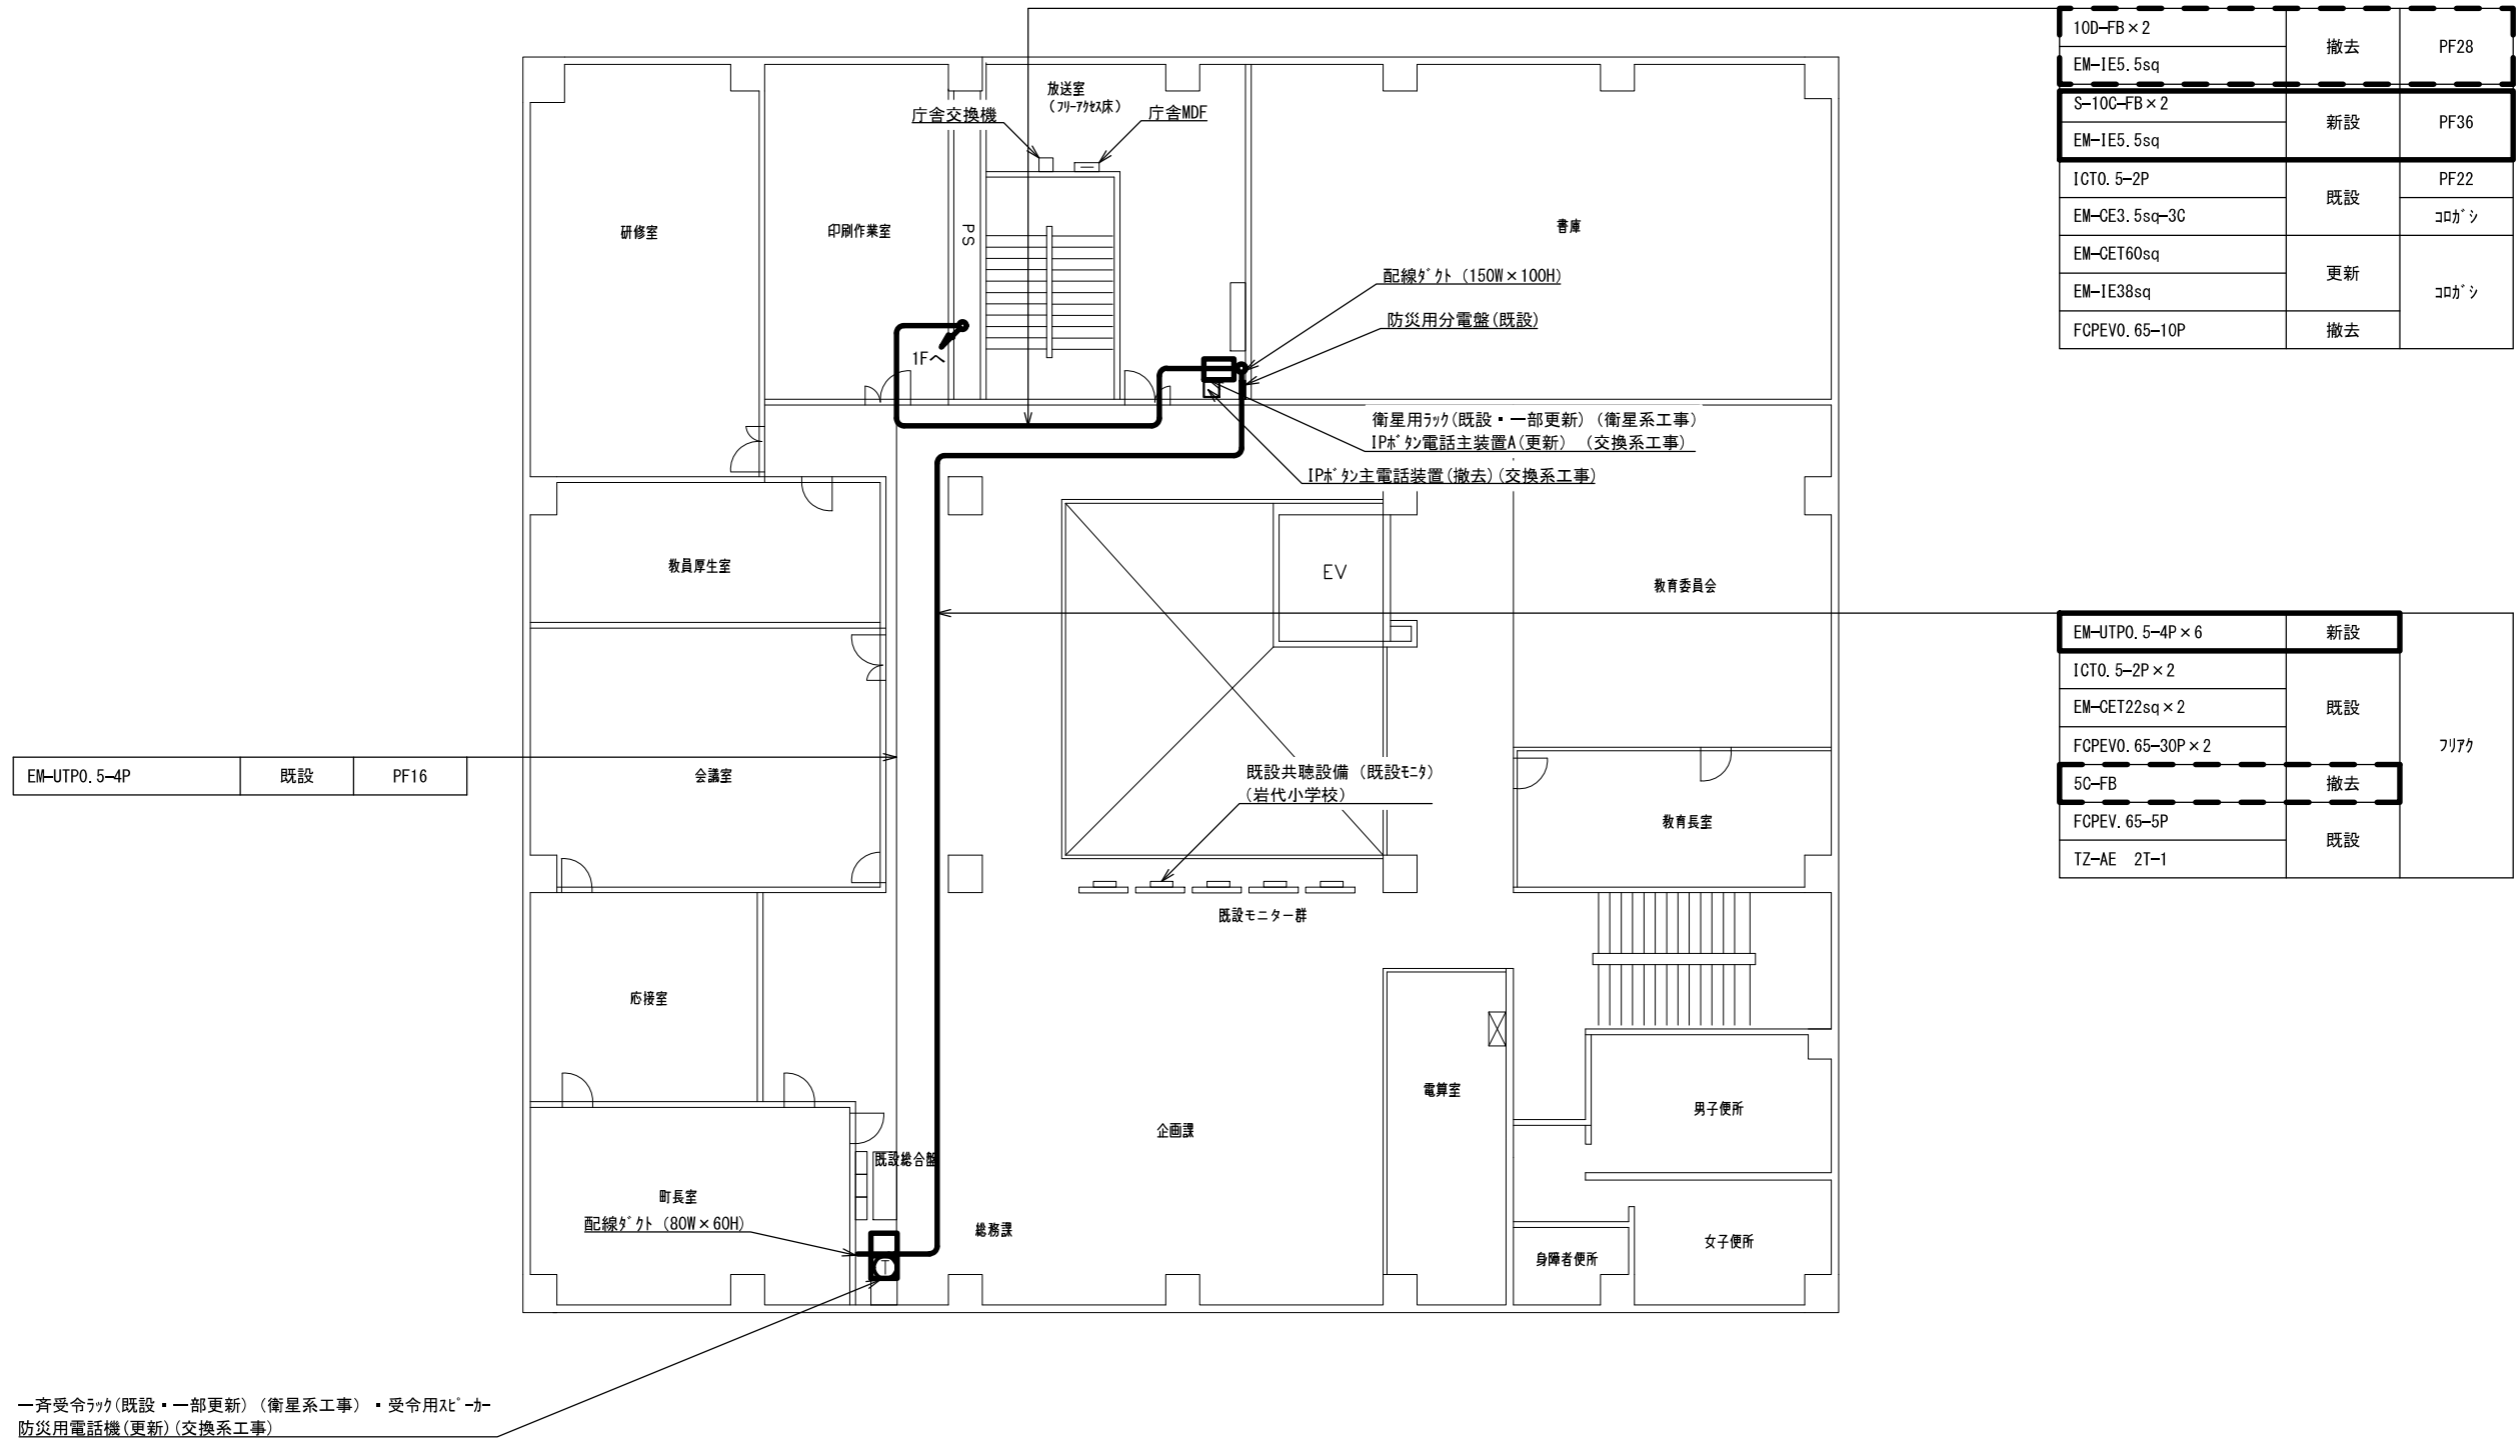 10D-FB×2
撤去
PF28
EM-IE5.5sq
S-10C-FB×2
新設
PF36
EM-IE5.5sq
ICT0.5-2P
既設
PF22
EM-CE3.5sq-3C
ｺﾛｶﾞｼ
EM-CET60sq
更新
ｺﾛｶﾞｼ
EM-IE38sq
FCPEV0.65-10P
撤去
放送室
(ﾌﾘｰｱｸｾｽ床)
庁舎交換機
庁舎MDF
研修室
印刷作業室
PS
書庫
配線ﾀﾞｸﾄ (150W×100H)
防災用分電盤(既設)
1Fへ
衛星用ﾗｯｸ(既設・一部更新) (衛星系工事)
IPﾎﾞﾀﾝ電話主装置A(更新) (交換系工事)
IPﾎﾞﾀﾝ主電話装置(撤去)(交換系工事)
教員厚生室
EV
教育委員会
EM-UTP0.5-4P×6
新設
ICT0.5-2P×2
EM-CET22sq×2
既設
FCPEV0.65-30P×2
ﾌﾘｱｸ
5C-FB
撤去
FCPEV.65-5P
既設
TZ-AE 2T-1
EM-UTP0.5-4P
既設
PF16
会議室
既設共聴設備 (既設ﾓﾆﾀ)
(岩代小学校)
教育長室
既設モニター群
応接室
電算室
男子便所
企画課
既設総合盤
町長室
配線ﾀﾞｸﾄ (80W×60H)
総務課
女子便所
身障者便所
T
一斉受令ﾗｯｸ(既設・一部更新) (衛星系工事)・受令用ｽﾋﾟｰｶｰ
防災用電話機(更新)(交換系工事)